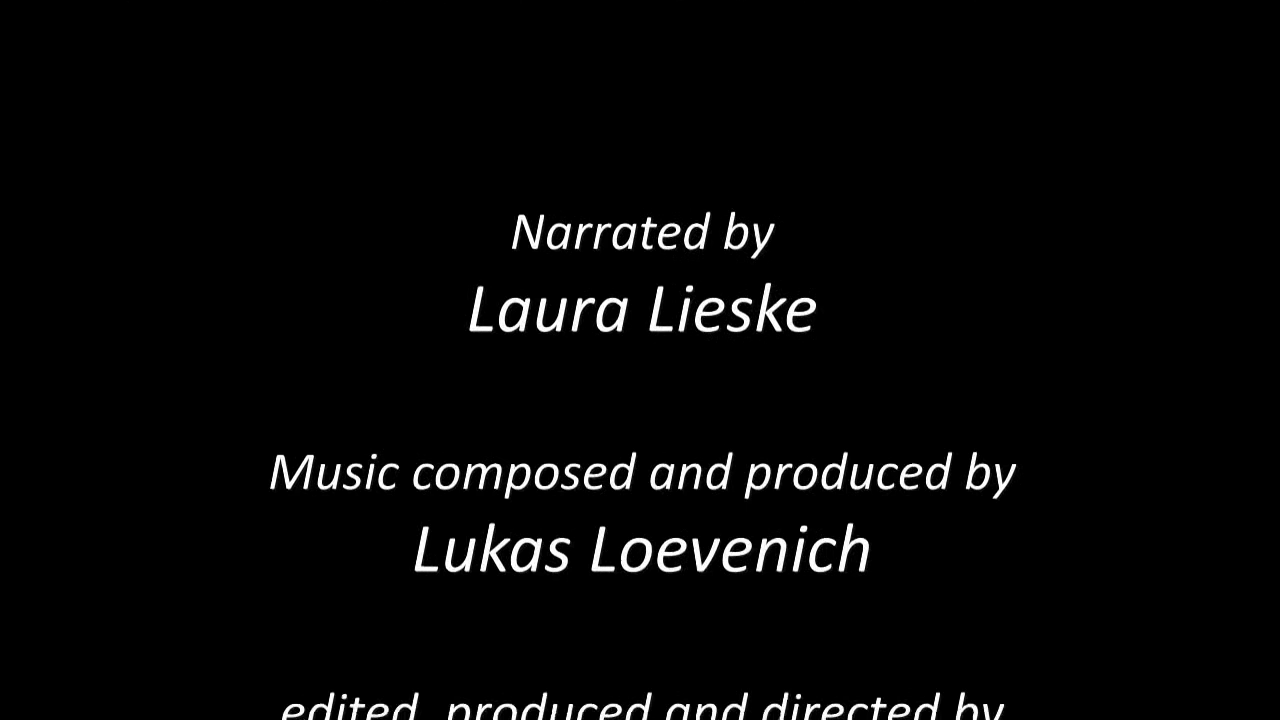 Narrated by
Laura Lieske
Music composed and produced by
Lukas Loevenich
edited, produced and directed by